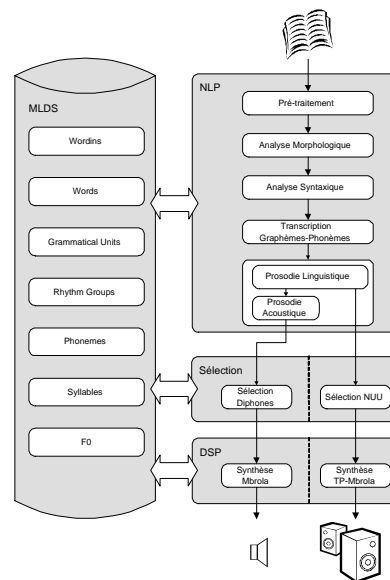 MLDS
Wordins
Words
Grammatical Units
Rhythm Groups
Phonemes
Syllables
F0
NLP
Pré-traitement
Analyse Morphologique
Analyse Syntaxique
Transcription
Graphèmes-Phonèmes
Prosodie Linguistique
Prosodie
Acoustique
Sélection
Sélection
Diphones
Sélection NUU
DSP
Synthèse
Mbrola
Synthèse
TP-Mbrola